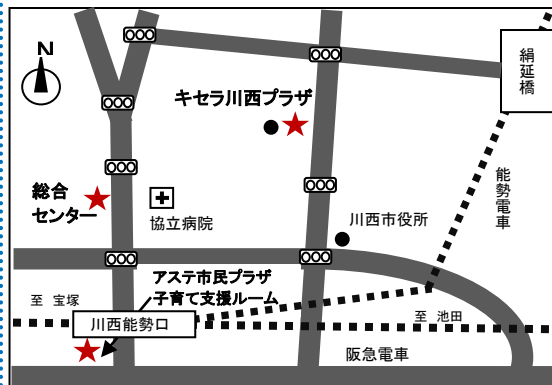 N
絹延橋
キセラ川西プラザ
能勢電車
総合
センター
協立病院
川西市役所
アステ市民プラザ
子育て支援ルーム
至 宝塚
川西能勢口
至 池田
阪急電車